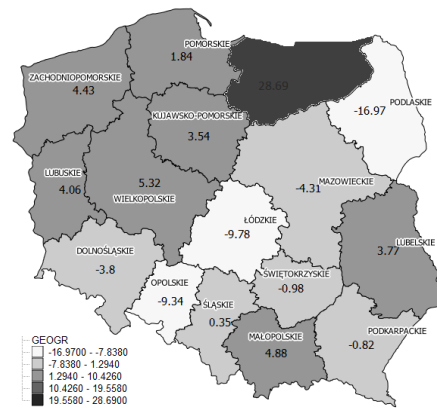 POMORSKIE
1.84
ZACHODNIOPOMORSKIE
4.43
28.69
-16.97
PODLASKIE
KUJAWSKO-POMORSKIE
3.54
LUBUSKIE
4.06
5.32
WIELKOPOLSKIE
MAZOWIECKIE
-4.31
ŁÓDZKIE
-9.78
LUBELSKIE
3.77
DOLNOŚLĄSKIE
-3.8
OPOLSKIE
-9.34
ŚLĄSKIE
0.35
ŚWIĘTOKRZYSKIE
-0.98
MAŁOPOLSKIE
4.88
PODKARPACKIE
-0.82
GEOGR
-16.9700 - -7.8380
-7.8380 - 1.2940
1.2940 - 10.4260
10.4260 - 19.5580
19.5580 - 28.6900